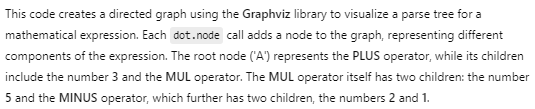 This code creates a directed graph using the Graphviz library to visualize a parse tree for a
mathematical expression. Each dot.node call adds a node to the graph, representing different
components of the expression. The root node ('A') represents the PLUS operator, while its children
include the number 3 and the MUL operator. The MUL operator itself has two children: the number
5 and the MINUS operator, which further has two children, the numbers 2 and 1.